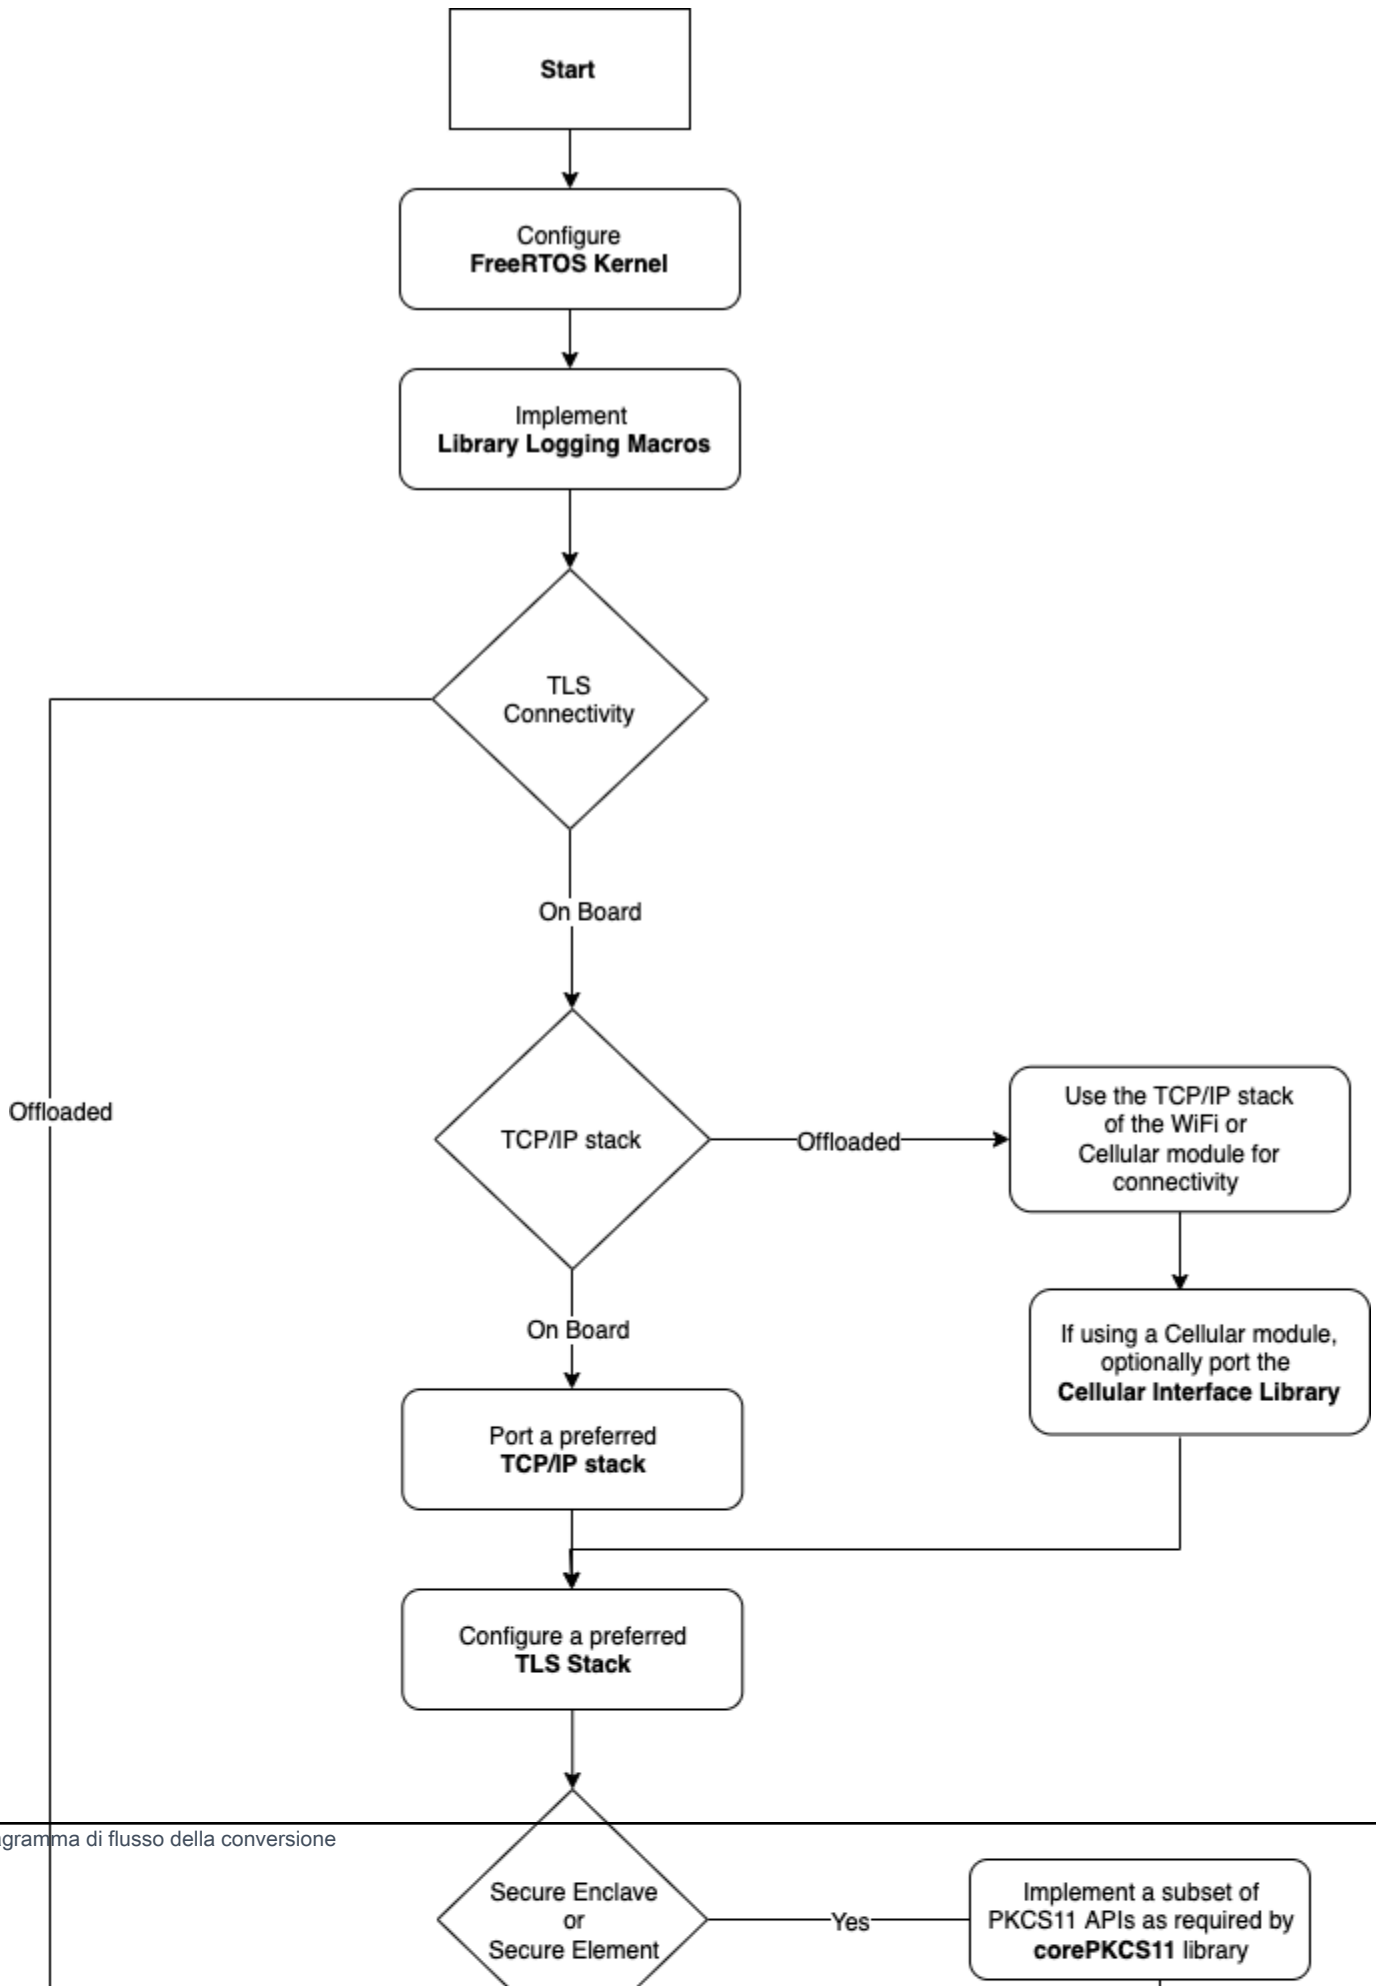 Start
Configure
FreeRTOS Kernel
Implement
Library Logging Macros
TLS
Connectivity
On Board
Offloaded
TCP/IP stack
Offloaded
Use the TCP/IP stack
of the WiFi or
Cellular module for
connectivity
On Board
If using a Cellular module,
optionally port the
Cellular Interface Library
Port a preferred
TCP/IP stack
Configure a preferred
TLS Stack
gramma di flusso della conversione
Secure Enclave
or
Secure Element
Yes
Implement a subset of
PKCS11 APIs as required by
corePKCS11 library